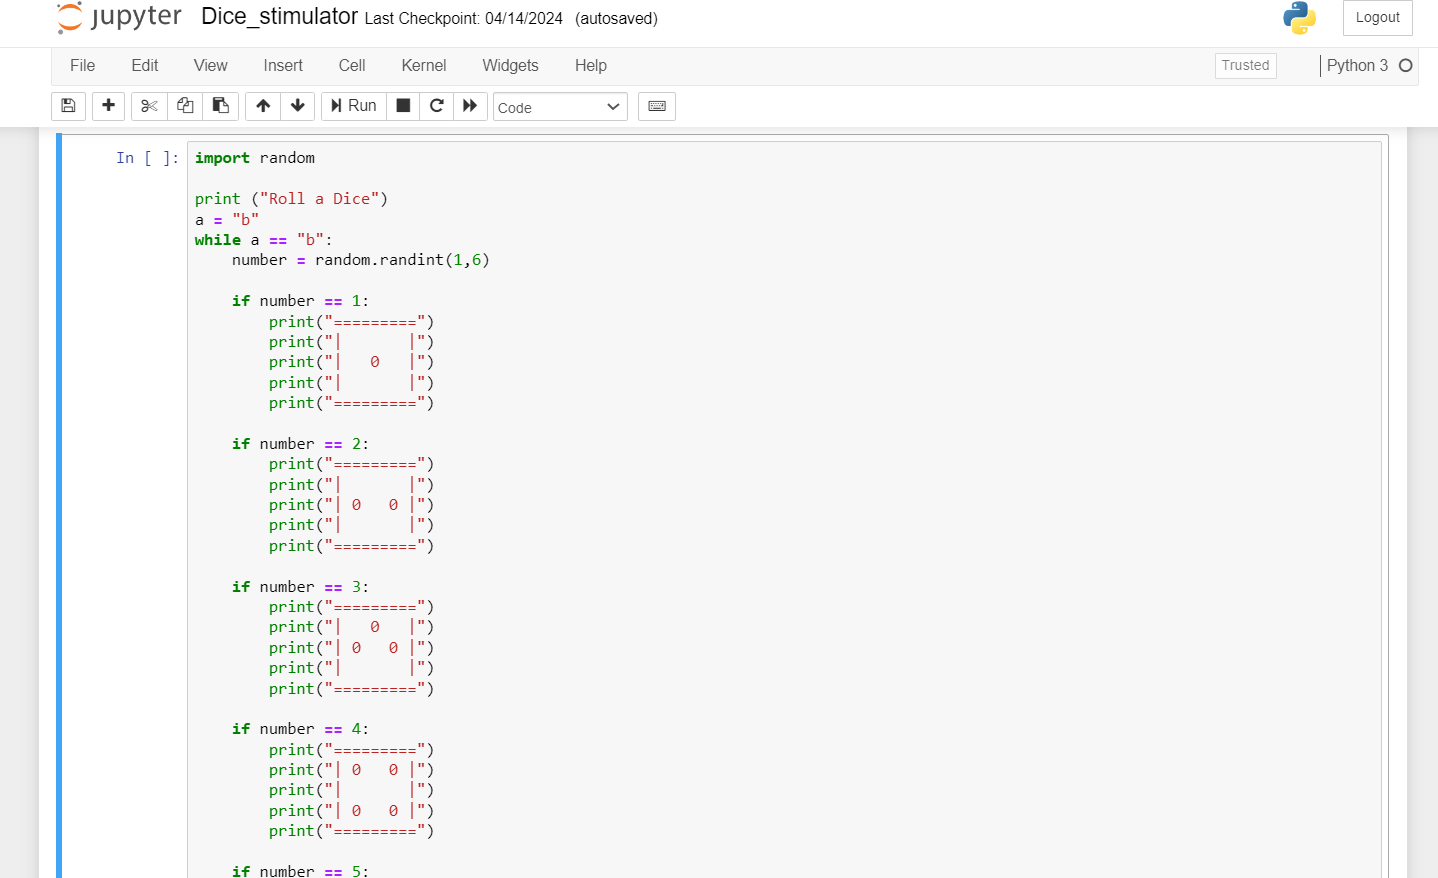 jupyter Dice_stimulator Last Checkpoint: 04/14/2024 (autosaved) Logout
File Edit View Insert Cell Kernel Widgets Help Trusted Python 3
Run Code
In [ ]: import random

print ("Roll a Dice")
a = "b"
while a == "b":
    number = random.randint(1,6)

    if number == 1:
        print("=========")
        print("|       |")
        print("|   0   |")
        print("|       |")
        print("=========")

    if number == 2:
        print("=========")
        print("|       |")
        print("| 0   0 |")
        print("|       |")
        print("=========")

    if number == 3:
        print("=========")
        print("|   0   |")
        print("| 0   0 |")
        print("|       |")
        print("=========")

    if number == 4:
        print("=========")
        print("| 0   0 |")
        print("|       |")
        print("| 0   0 |")
        print("=========")

    if number == 5: